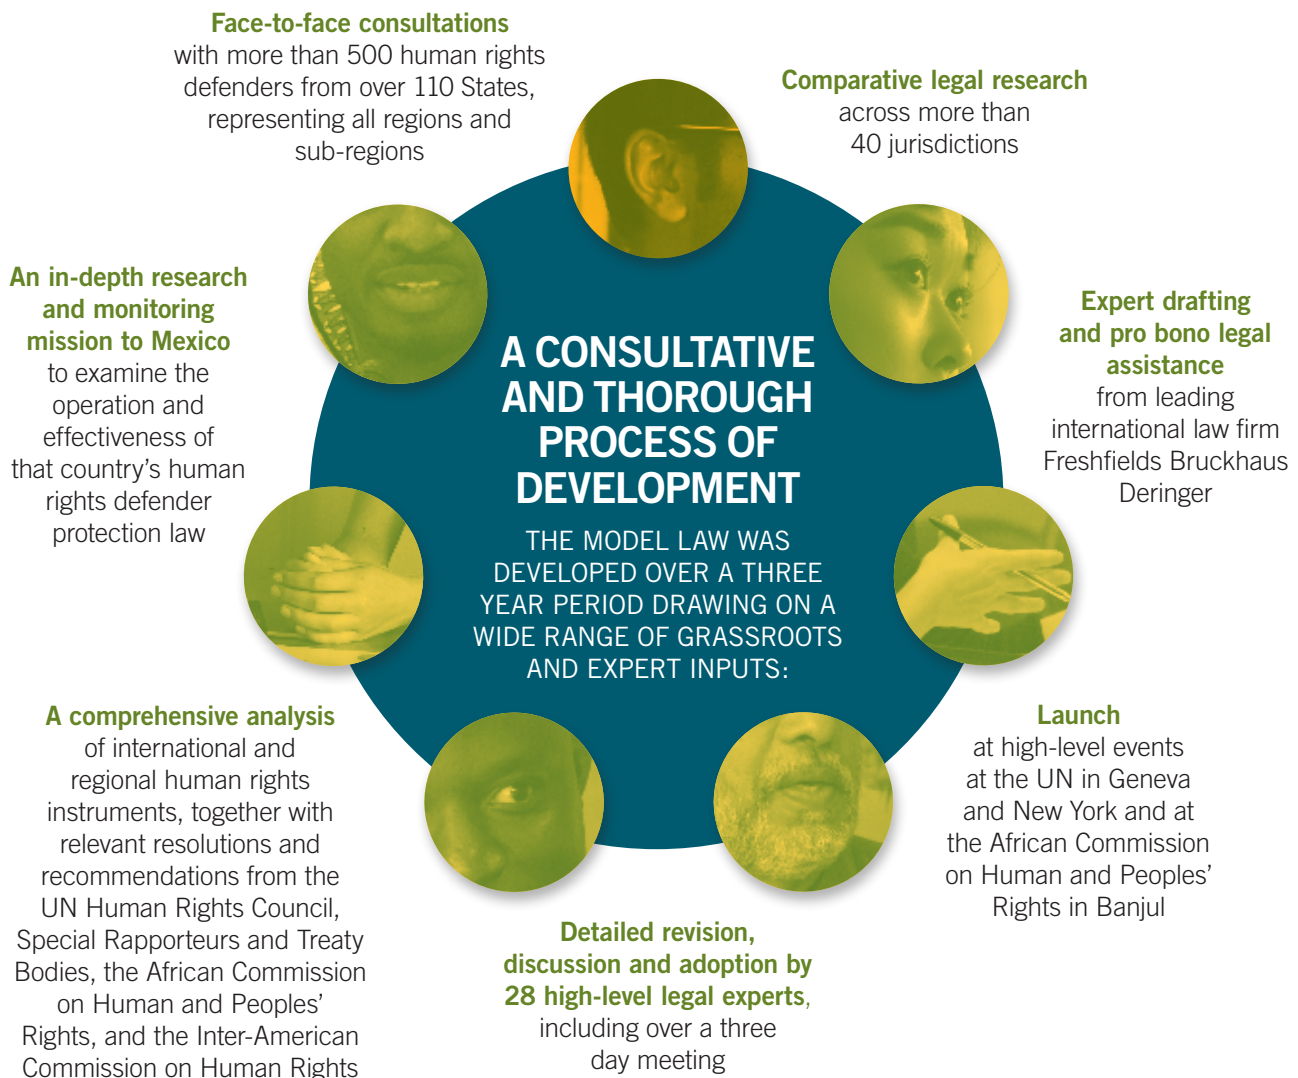 Face-to-face consultations
with more than 500 human rights
defenders from over 110 States,
representing all regions and
sub-regions
Comparative legal research
across more than
40 jurisdictions
An in-depth research
and monitoring
mission to Mexico
to examine the
operation and
effectiveness of
that country’s human
rights defender
protection law
Expert drafting
and pro bono legal
assistance
from leading
international law firm
Freshfields Bruckhaus
Deringer
A CONSULTATIVE
AND THOROUGH
PROCESS OF
DEVELOPMENT
THE MODEL LAW WAS
DEVELOPED OVER A THREE
YEAR PERIOD DRAWING ON A
WIDE RANGE OF GRASSROOTS
AND EXPERT INPUTS:
A comprehensive analysis
of international and
regional human rights
instruments, together with
relevant resolutions and
recommendations from the
UN Human Rights Council,
Special Rapporteurs and Treaty
Bodies, the African Commission
on Human and Peoples’
Rights, and the Inter-American
Commission on Human Rights
Launch
at high-level events
at the UN in Geneva
and New York and at
the African Commission
on Human and Peoples’
Rights in Banjul
Detailed revision,
discussion and adoption by
28 high-level legal experts,
including over a three
day meeting